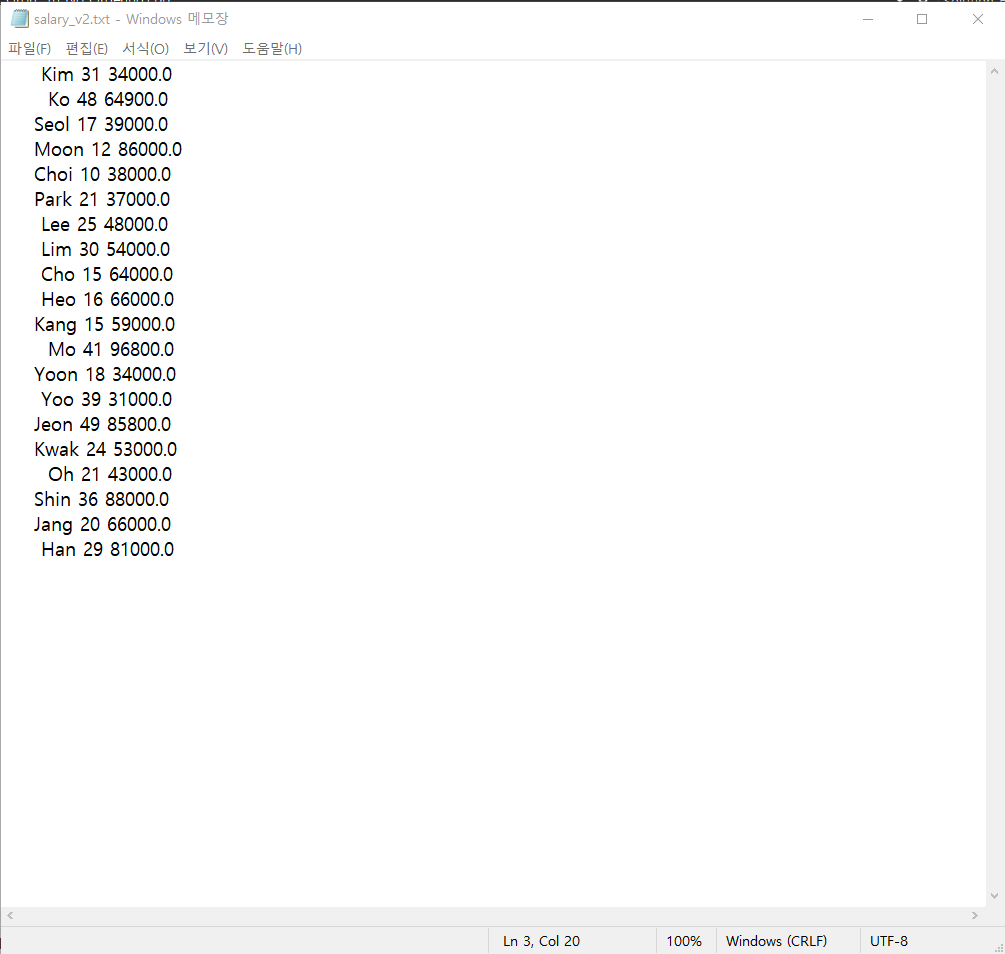 salary_v2.txt - Windows 메모장
파일(F) 편집(E) 서식(O) 보기(V) 도움말(H)
Kim 31 34000.0
Ko 48 64900.0
Seol 17 39000.0
Moon 12 86000.0
Choi 10 38000.0
Park 21 37000.0
Lee 25 48000.0
Lim 30 54000.0
Cho 15 64000.0
Heo 16 66000.0
Kang 15 59000.0
Mo 41 96800.0
Yoon 18 34000.0
Yoo 39 31000.0
Jeon 49 85800.0
Kwak 24 53000.0
Oh 21 43000.0
Shin 36 88000.0
Jang 20 66000.0
Han 29 81000.0
Ln 3, Col 20 100% Windows (CRLF) UTF-8